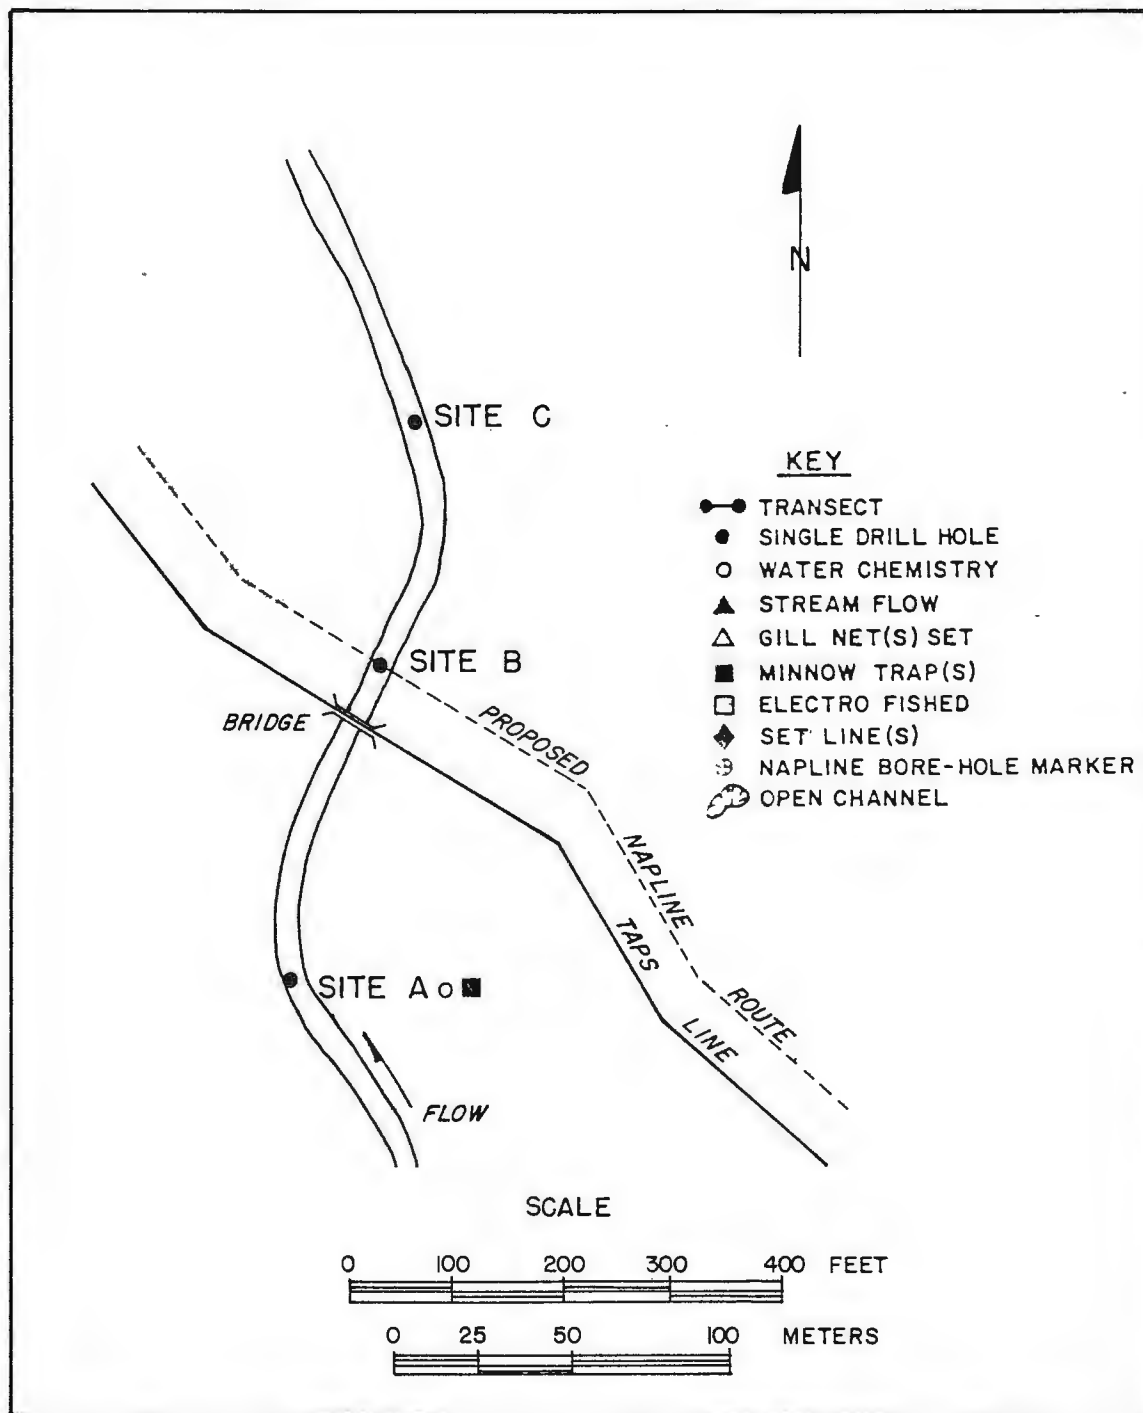 N
SITE C
KEY
TRANSECT
SINGLE DRILL HOLE
WATER CHEMISTRY
STREAM FLOW
GILL NET(S) SET
MINNOW TRAP(S)
ELECTRO FISHED
SET LINE(S)
NAPLINE BORE-HOLE MARKER
OPEN CHANNEL
SITE B
BRIDGE
PROPOSED
NAPLINE
ROUTE
TAPS
LINE
SITE A
FLOW
SCALE
0 100 200 300 400 FEET
0 25 50 100 METERS